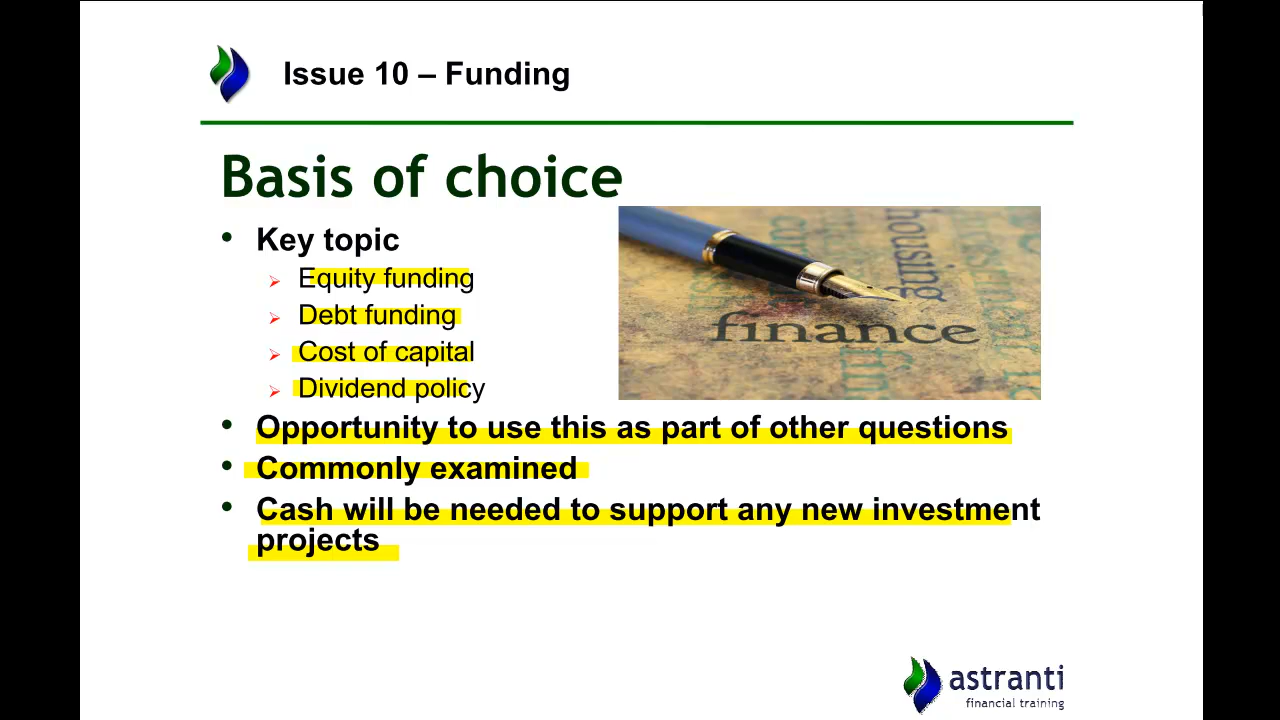 Issue 10 – Funding
Basis of choice
• Key topic
Equity funding
Debt funding
Cost of capital
Dividend policy
housing
finance
• Opportunity to use this as part of other questions
• Commonly examined
• Cash will be needed to support any new investment
projects
astranti
financial training